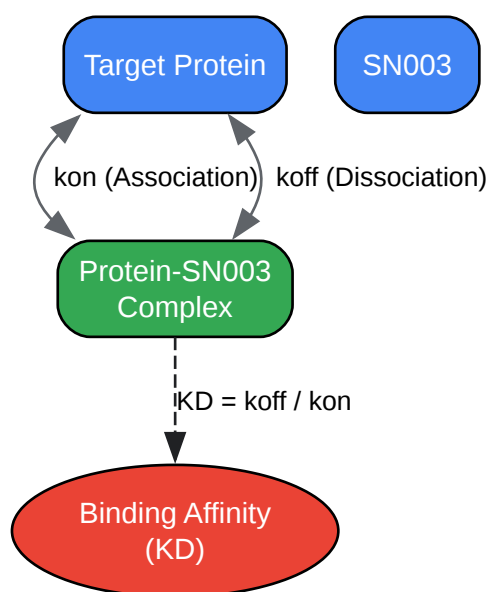 Target Protein
SN003
kon (Association)
koff (Dissociation)
Protein-SN003
Complex
KD = koff / kon
Binding Affinity
(KD)